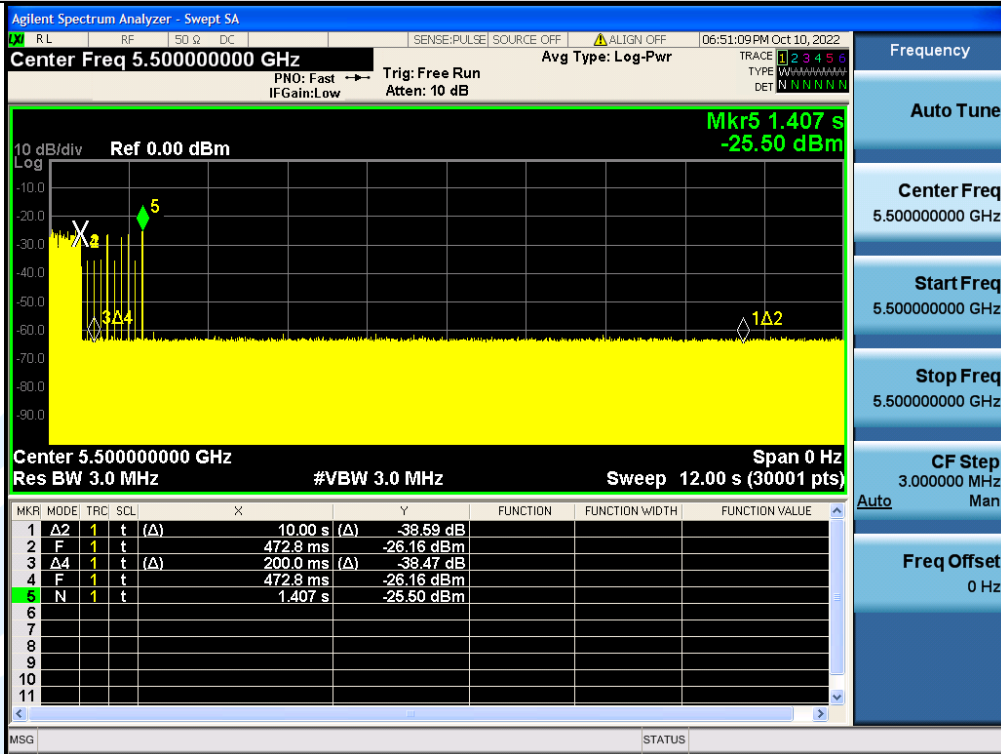 Agilent Spectrum Analyzer - Swept SA
LXI RL RF 50 Ω DC SENSE:PULSE SOURCE OFF ALIGN OFF 06:51:09 PM Oct 10, 2022
Center Freq 5.500000000 GHz
PNO: Fast
IFGain:Low
Trig: Free Run
Atten: 10 dB
Avg Type: Log-Pwr
TRACE 1 2 3 4 5 6
TYPE W
DET N N N N N N
Mkr5 1.407 s
-25.50 dBm
10 dB/div Ref 0.00 dBm
Log
-10.0
-20.0
-30.0
-40.0
-50.0
-60.0
-70.0
-80.0
-90.0
5
3Δ4
1Δ2
Center 5.500000000 GHz Span 0 Hz
Res BW 3.0 MHz #VBW 3.0 MHz Sweep 12.00 s (30001 pts)
MKR MODE TRC SCL X Y FUNCTION FUNCTION WIDTH FUNCTION VALUE
1 Δ2 1 t (Δ) 10.00 s (Δ) -38.59 dB
2 F 1 t 472.8 ms -26.16 dBm
3 Δ4 1 t (Δ) 200.0 ms (Δ) -38.47 dB
4 F 1 t 472.8 ms -26.16 dBm
5 N 1 t 1.407 s -25.50 dBm
6
7
8
9
10
11
MSG STATUS
Frequency
Auto Tune
Center Freq
5.500000000 GHz
Start Freq
5.500000000 GHz
Stop Freq
5.500000000 GHz
CF Step
3.000000 MHz
Auto Man
Freq Offset
0 Hz